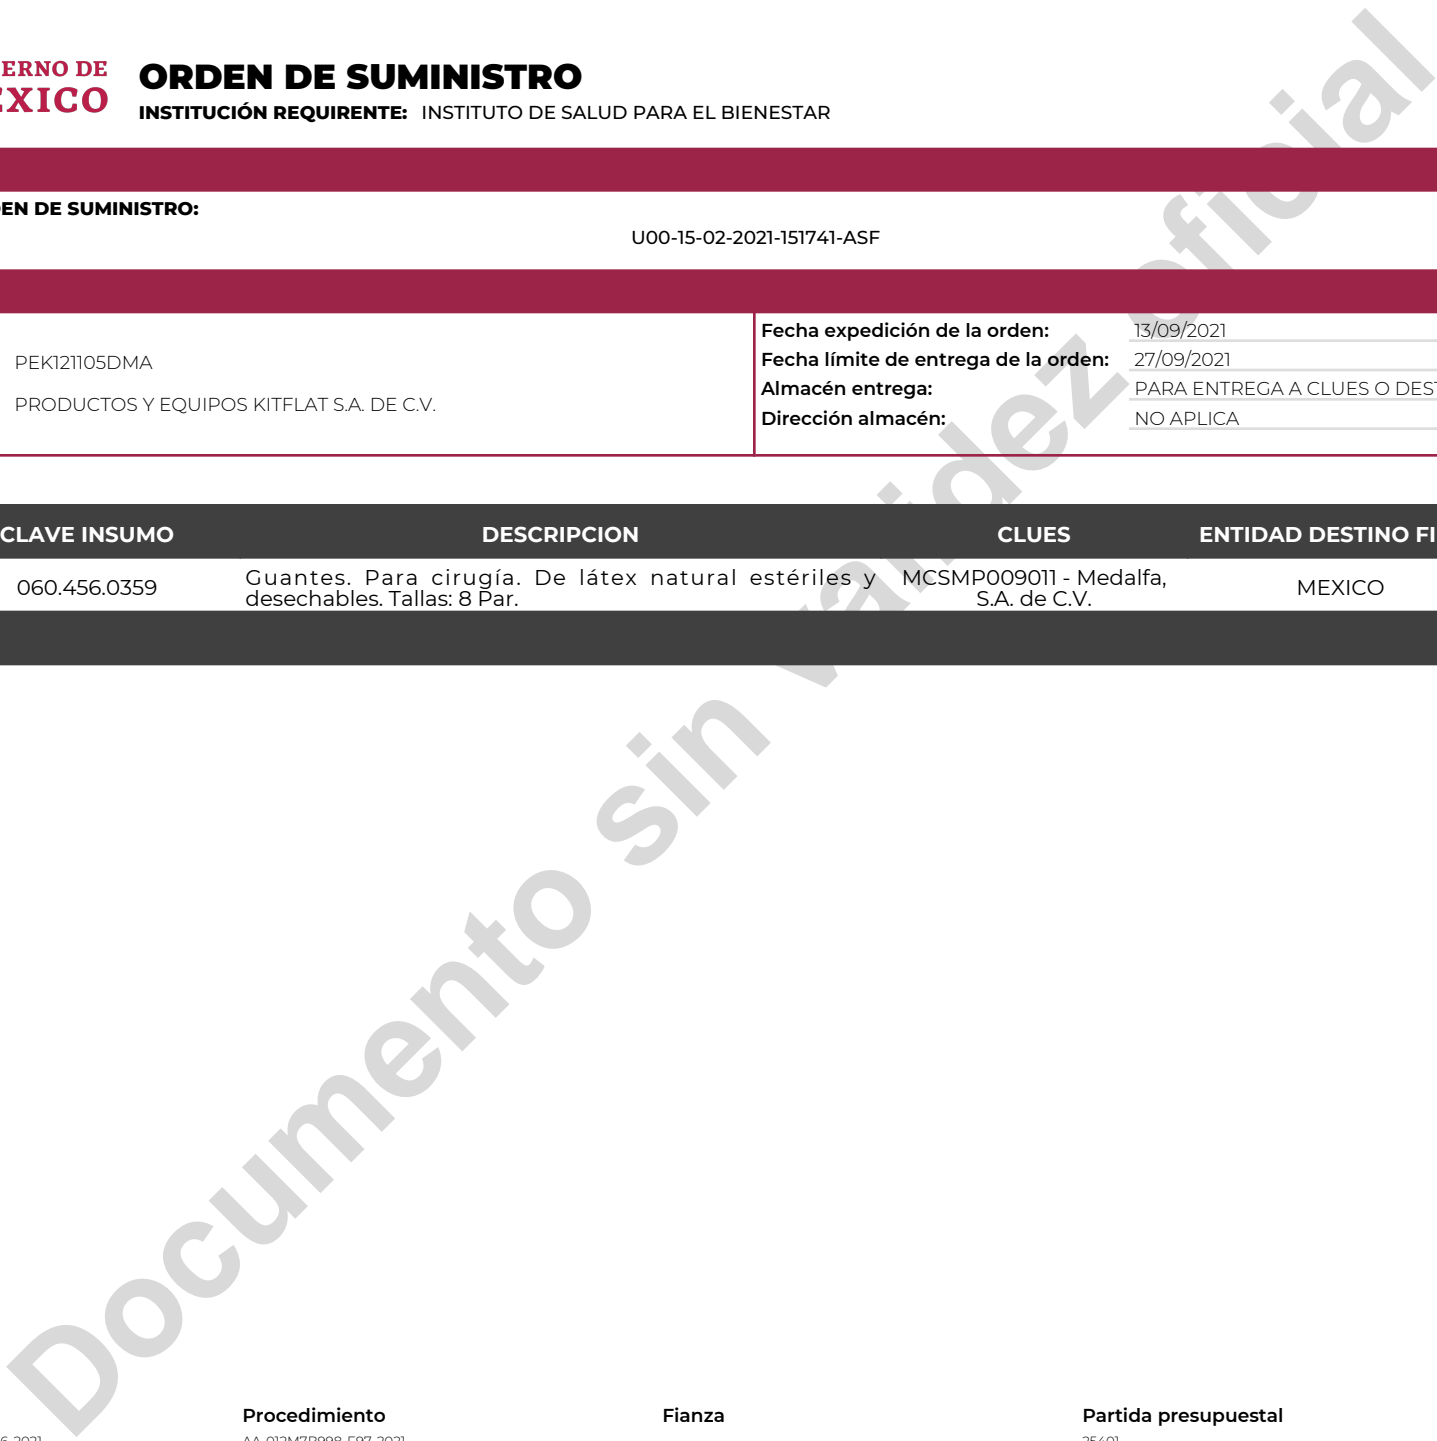 ERNO DE
EXICO
ORDEN DE SUMINISTRO
INSTITUCIÓN REQUIRENTE: INSTITUTO DE SALUD PARA EL BIENESTAR
EN DE SUMINISTRO:
U00-15-02-2021-151741-ASF
PEK121105DMA
PRODUCTOS Y EQUIPOS KITFLAT S.A. DE C.V.
Fecha expedición de la orden: 13/09/2021
Fecha límite de entrega de la orden: 27/09/2021
Almacén entrega: PARA ENTREGA A CLUES O DEST
Dirección almacén: NO APLICA
CLAVE INSUMO DESCRIPCION CLUES ENTIDAD DESTINO FI
060.456.0359 Guantes. Para cirugía. De látex natural estériles y desechables. Tallas: 8 Par. MCSMP009011 - Medalfa, S.A. de C.V. MEXICO
Documento sin validez oficial
Procedimiento Fianza Partida presupuestal